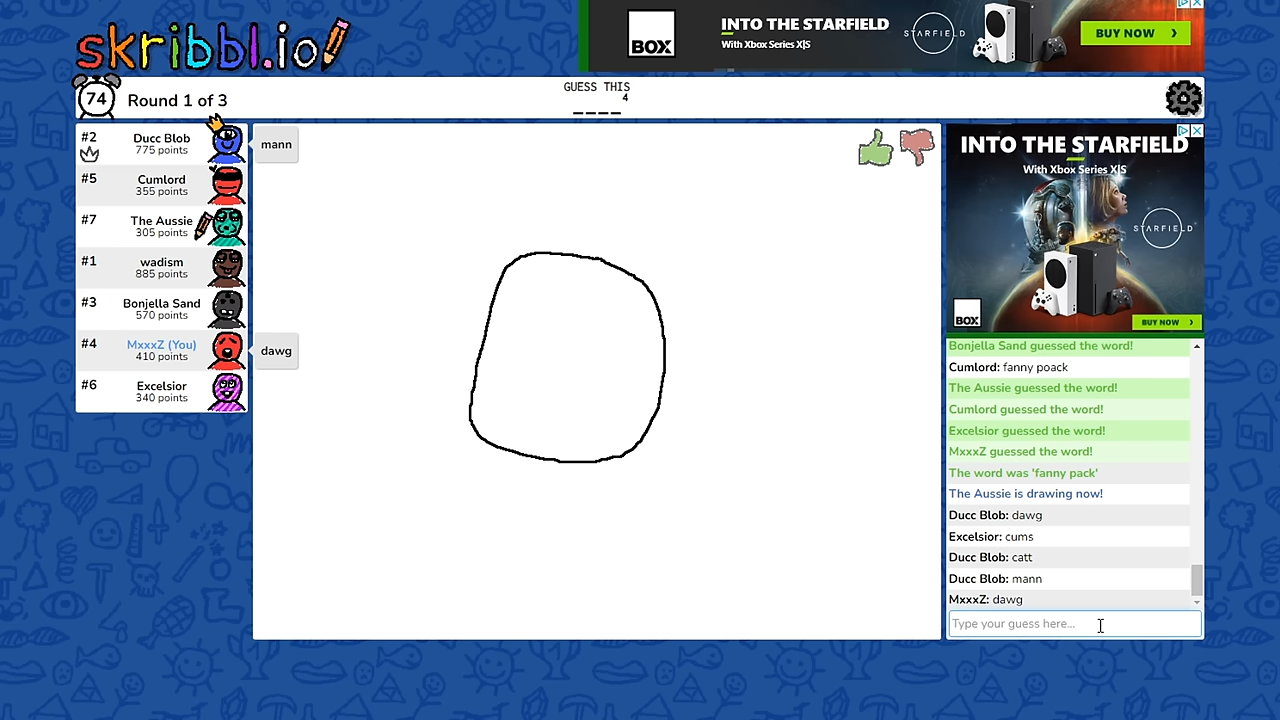 skribbl.io
XBOX
INTO THE STARFIELD
With Xbox Series X|S
STARFIELD
BUY NOW
74
Round 1 of 3
GUESS THIS
4
_ _ _ _
#2
Ducc Blob
775 points
mann
#5
Cumlord
355 points
#7
The Aussie
305 points
#1
wadism
885 points
#3
Bonjella Sand
570 points
#4
MxxxZ (You)
410 points
dawg
#6
Excelsior
340 points
INTO THE STARFIELD
With Xbox Series X|S
STARFIELD
XBOX
BUY NOW
Bonjella Sand guessed the word!
Cumlord: fanny poack
The Aussie guessed the word!
Cumlord guessed the word!
Excelsior guessed the word!
MxxxZ guessed the word!
The word was 'fanny pack'
The Aussie is drawing now!
Ducc Blob: dawg
Excelsior: cums
Ducc Blob: catt
Ducc Blob: mann
MxxxZ: dawg
Type your guess here...